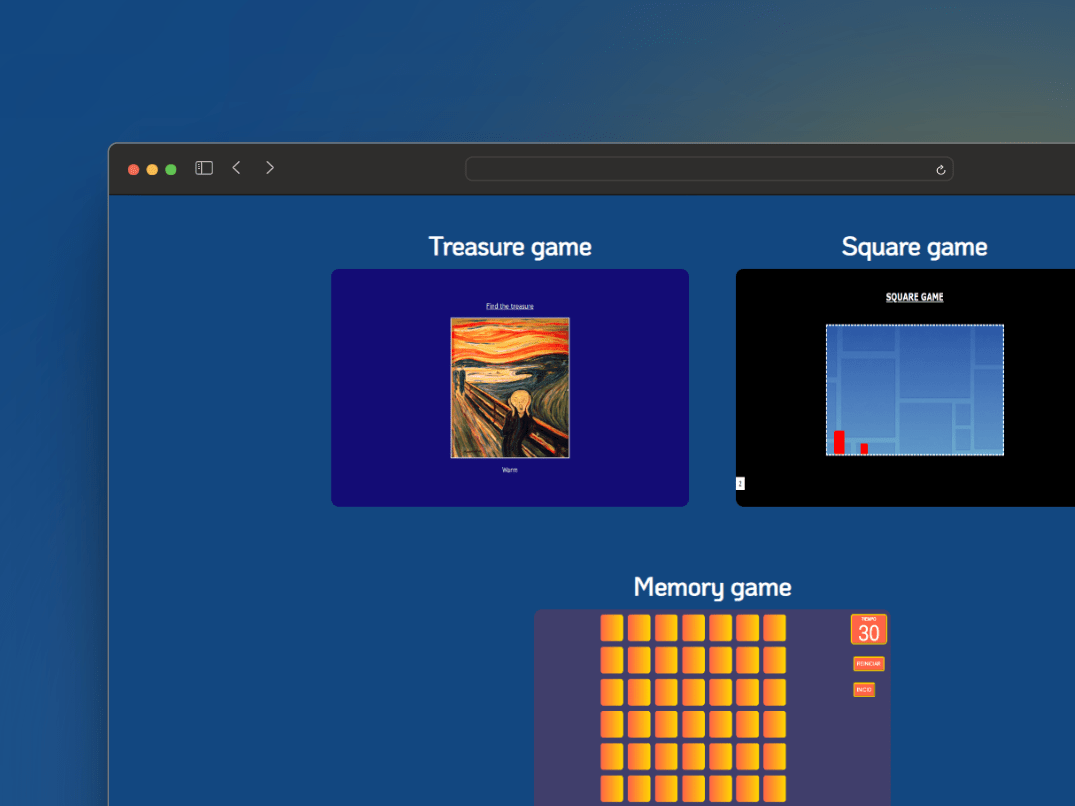 Treasure game
Square game
Find the treasure
SQUARE GAME
Warm
2
Memory game
TIEMPO
30
REINICIAR
INICIO